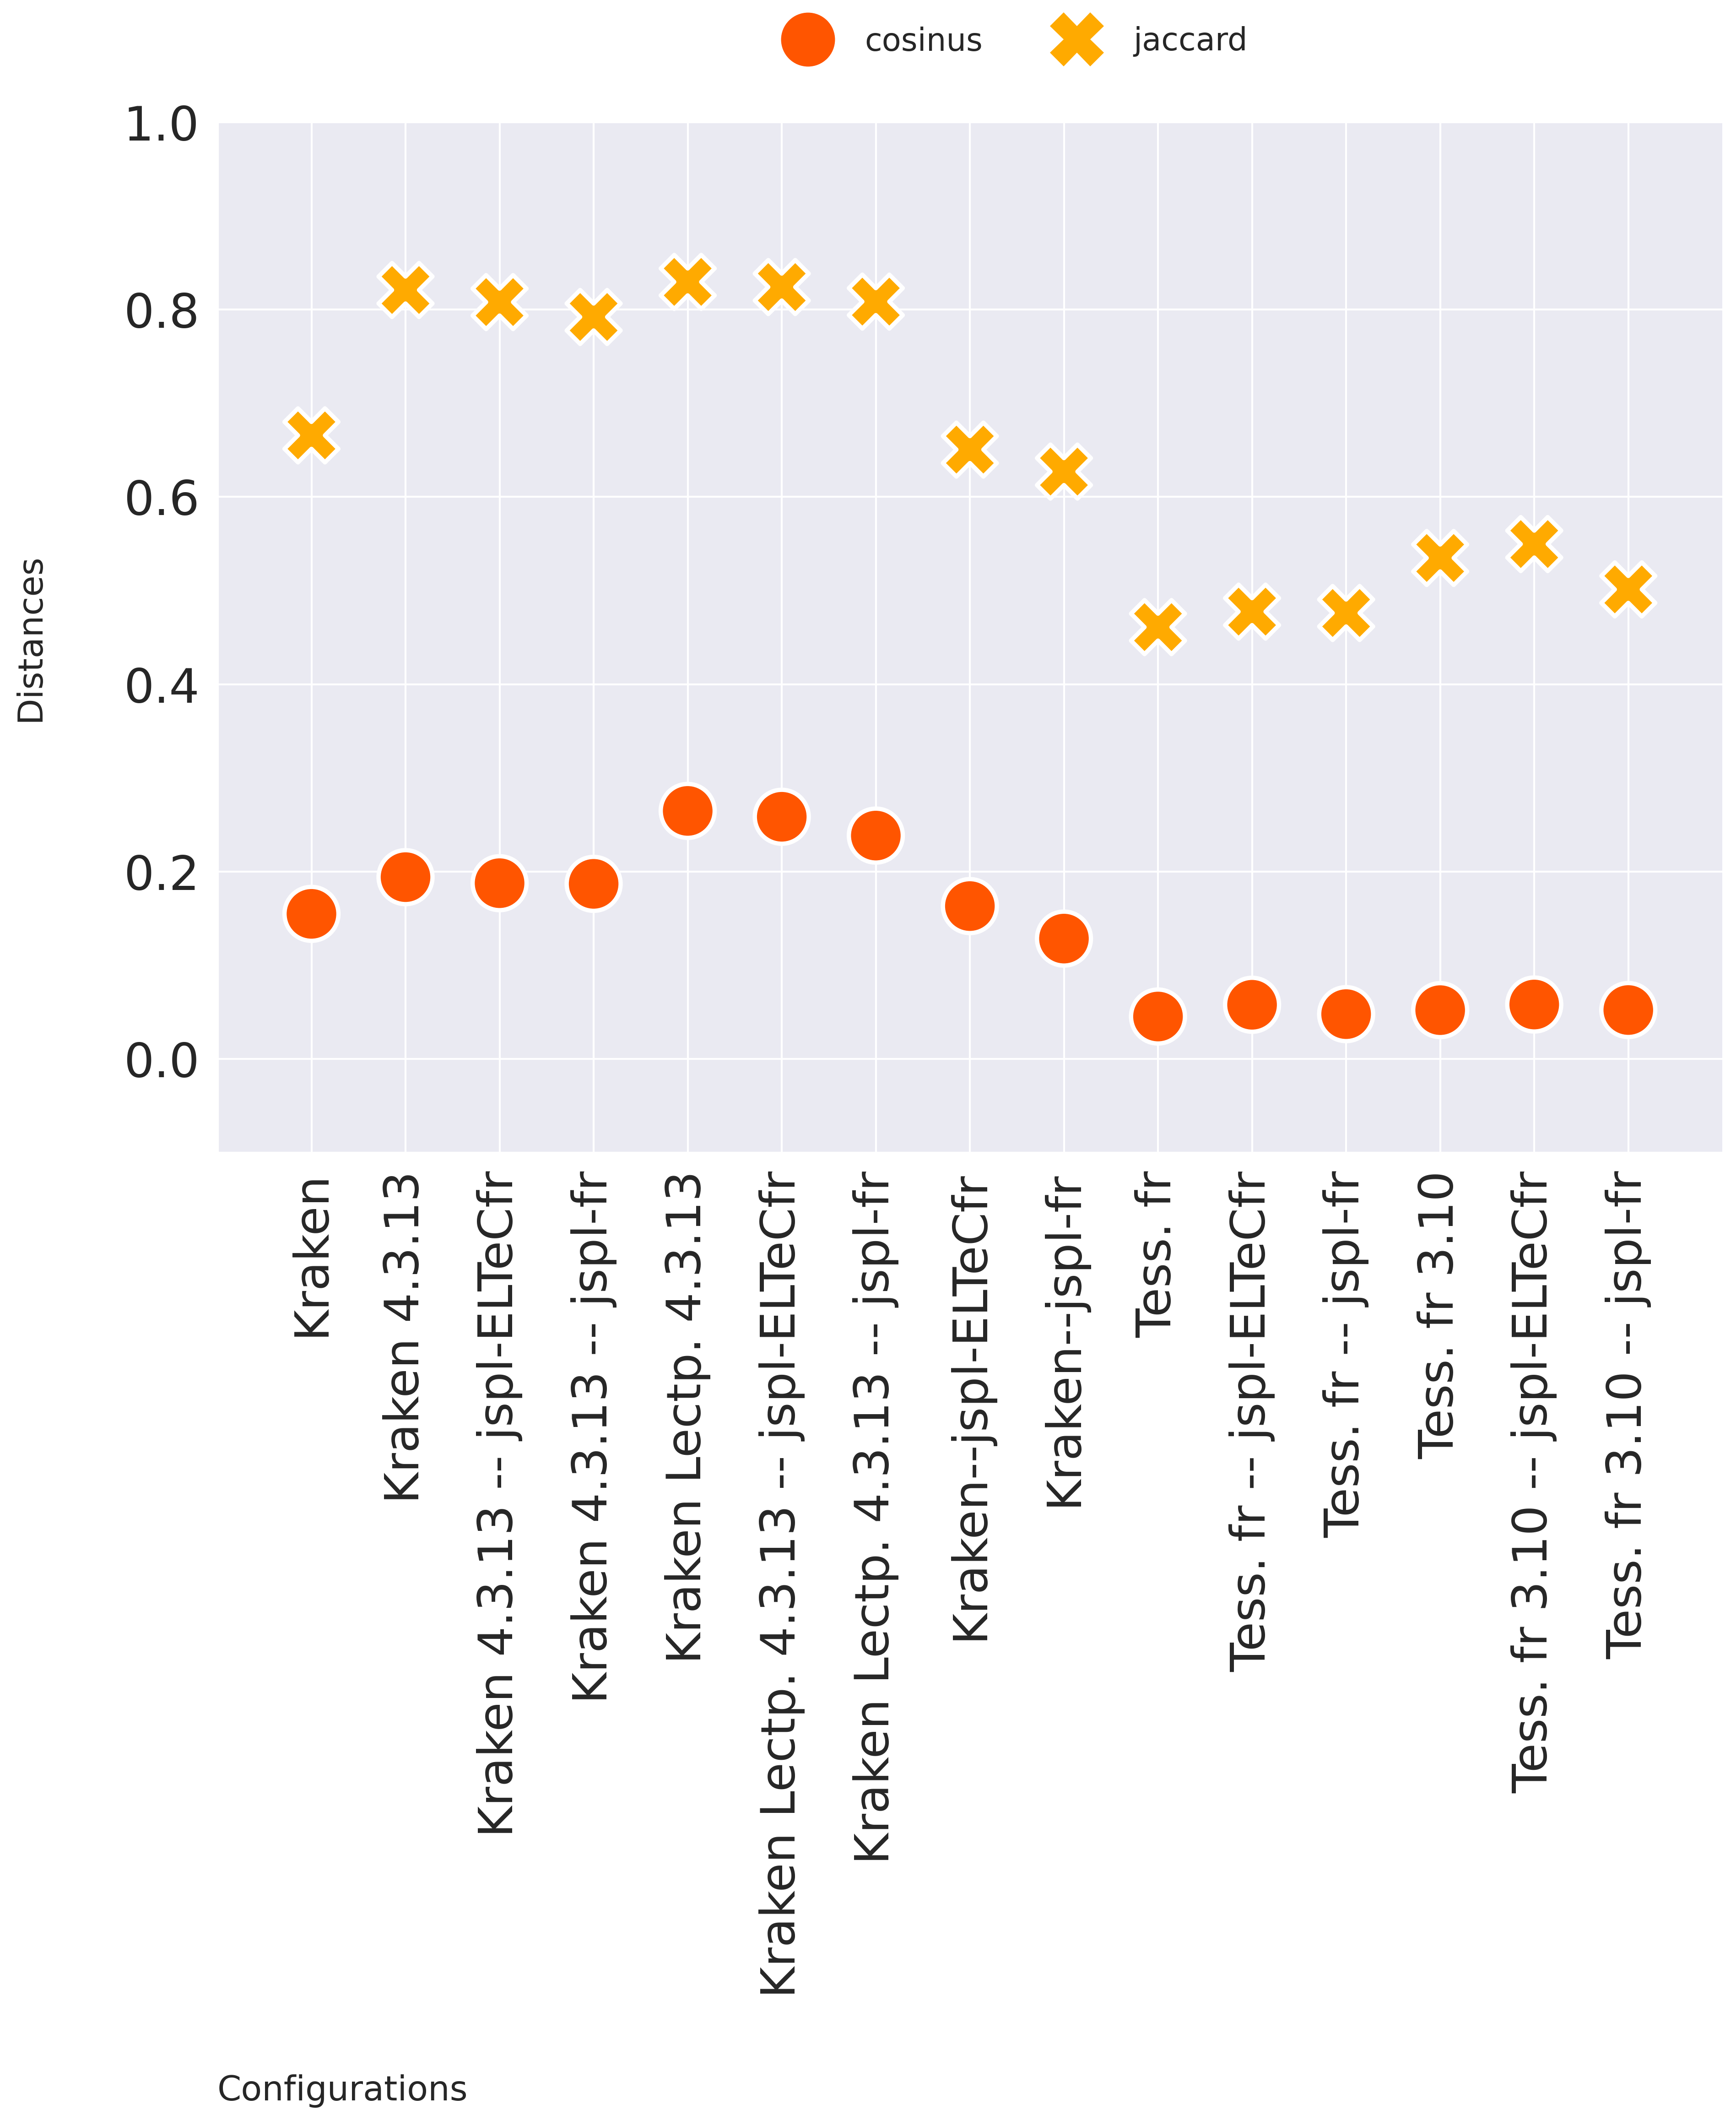 cosinus jaccard
1.0
0.8
0.6
0.4
0.2
0.0
Distances
Kraken
Kraken 4.3.13
Kraken 4.3.13 -- jspl-ELTeCfr
Kraken 4.3.13 -- jspl-fr
Kraken Lectp. 4.3.13
Kraken Lectp. 4.3.13 -- jspl-ELTeCfr
Kraken Lectp. 4.3.13 -- jspl-fr
Kraken--jspl-ELTeCfr
Kraken--jspl-fr
Tess. fr
Tess. fr -- jspl-ELTeCfr
Tess. fr -- jspl-fr
Tess. fr 3.10
Tess. fr 3.10 -- jspl-ELTeCfr
Tess. fr 3.10 -- jspl-fr
Configurations